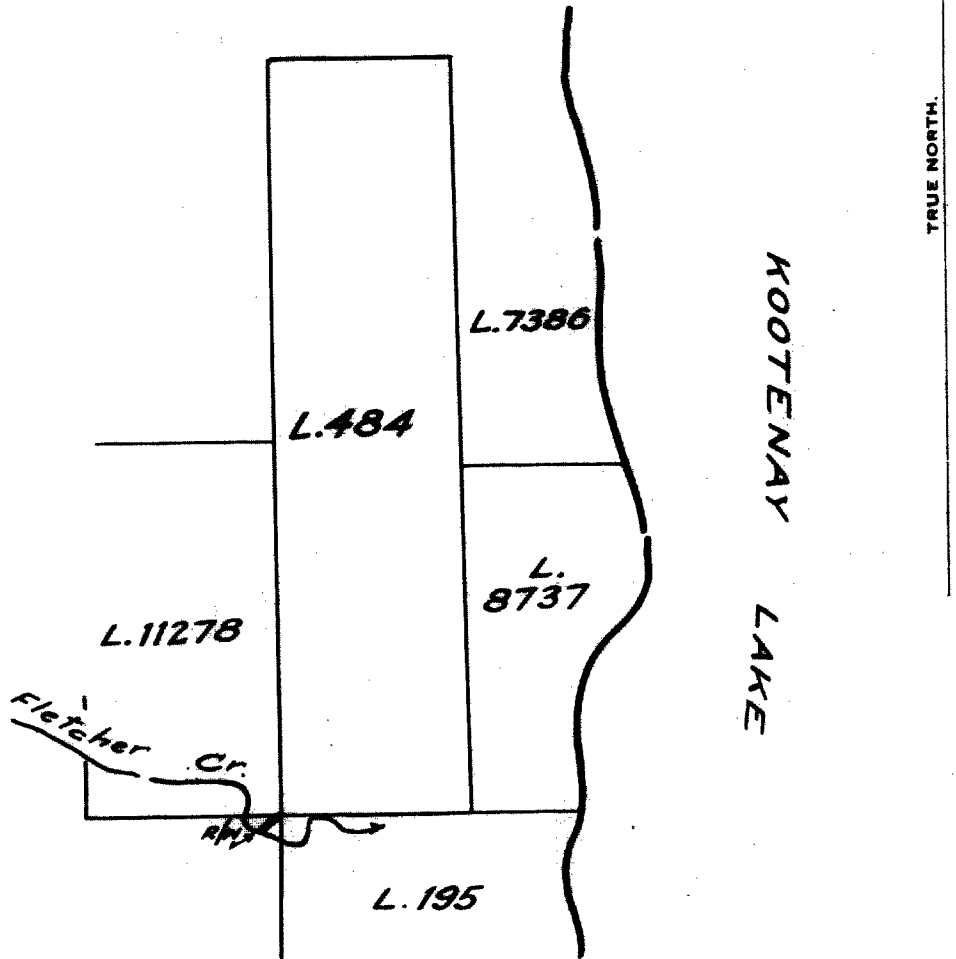 TRUE NORTH.
KOOTENAY LAKE
L.7386
L.484
L.
8737
L.11278
Fletcher Cr.
R/W
L.195